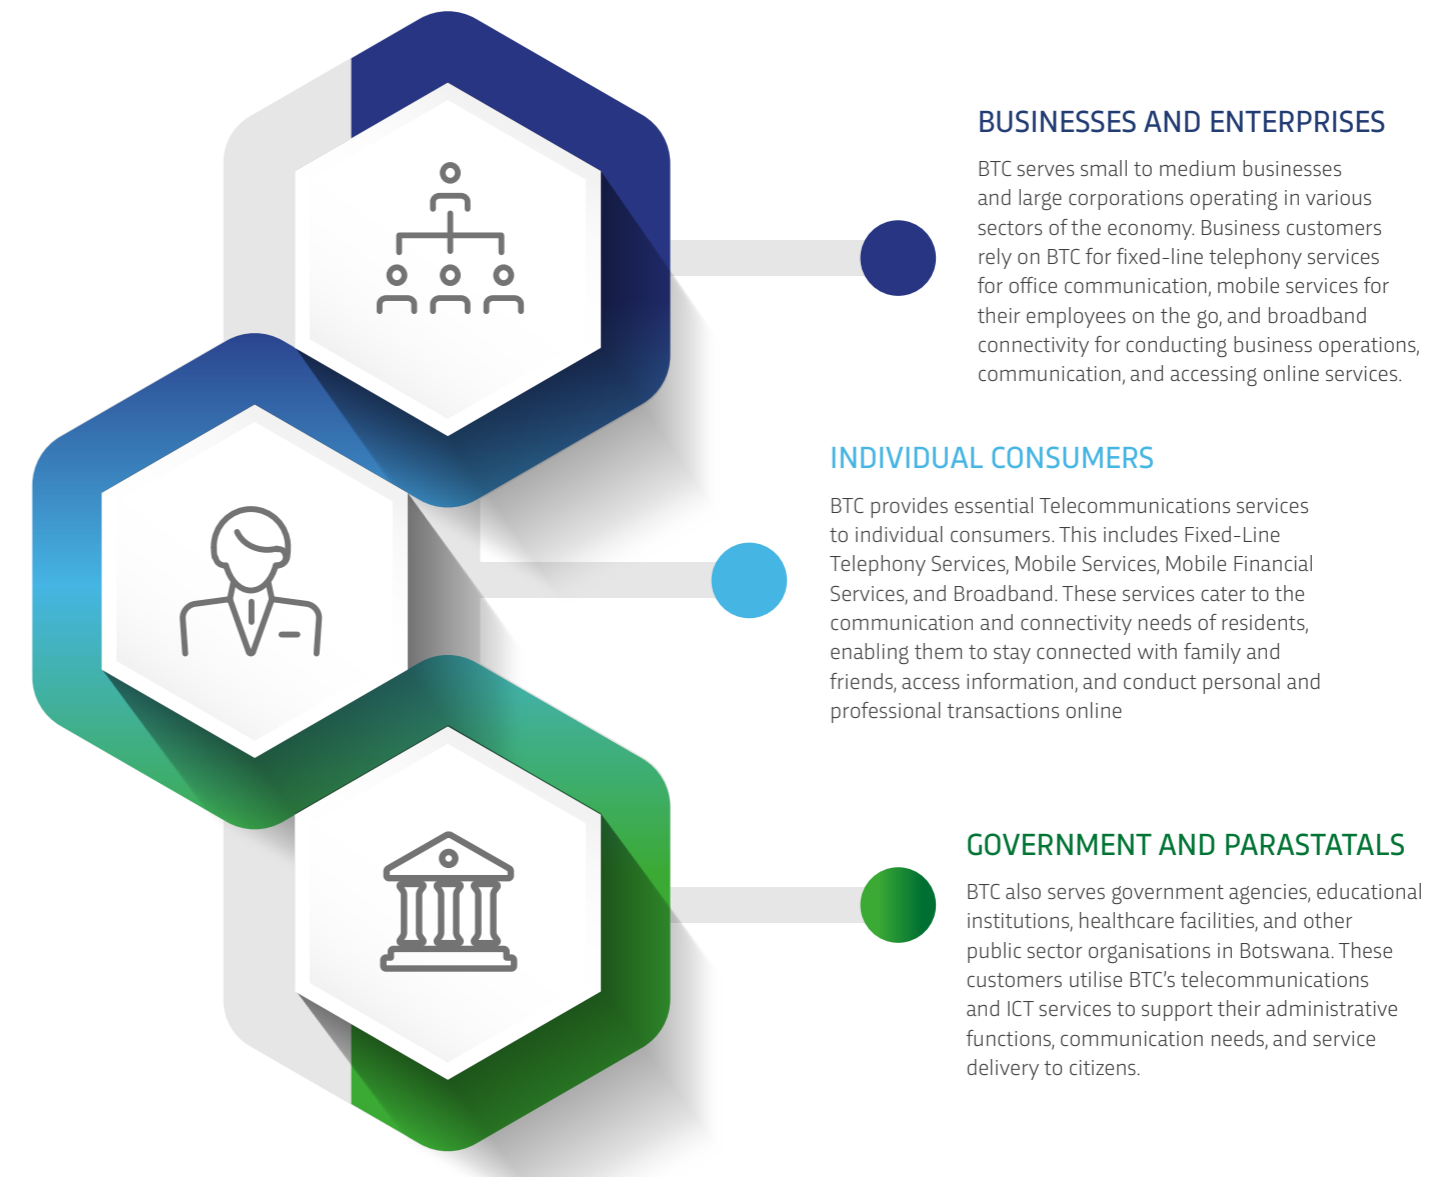 BUSINESSES AND ENTERPRISES
BTC serves small to medium businesses
and large corporations operating in various
sectors of the economy. Business customers
rely on BTC for fixed-line telephony services
for office communication, mobile services for
their employees on the go, and broadband
connectivity for conducting business operations,
communication, and accessing online services.
INDIVIDUAL CONSUMERS
BTC provides essential Telecommunications services
to individual consumers. This includes Fixed-Line
Telephony Services, Mobile Services, Mobile Financial
Services, and Broadband. These services cater to the
communication and connectivity needs of residents,
enabling them to stay connected with family and
friends, access information, and conduct personal and
professional transactions online
GOVERNMENT AND PARASTATALS
BTC also serves government agencies, educational
institutions, healthcare facilities, and other
public sector organisations in Botswana. These
customers utilise BTC’s telecommunications
and ICT services to support their administrative
functions, communication needs, and service
delivery to citizens.